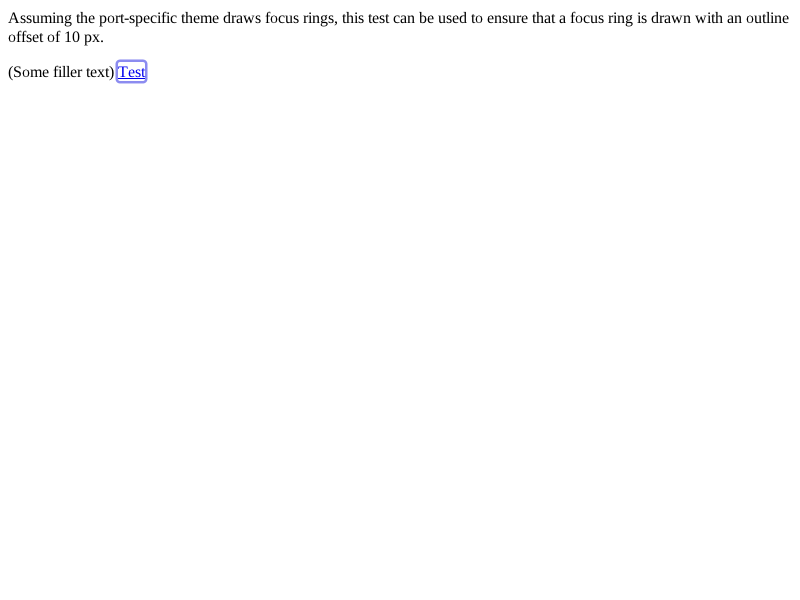 Assuming the port-specific theme draws focus rings, this test can be used to ensure that a focus ring is drawn with an outline
offset of 10 px.
(Some filler text) Test